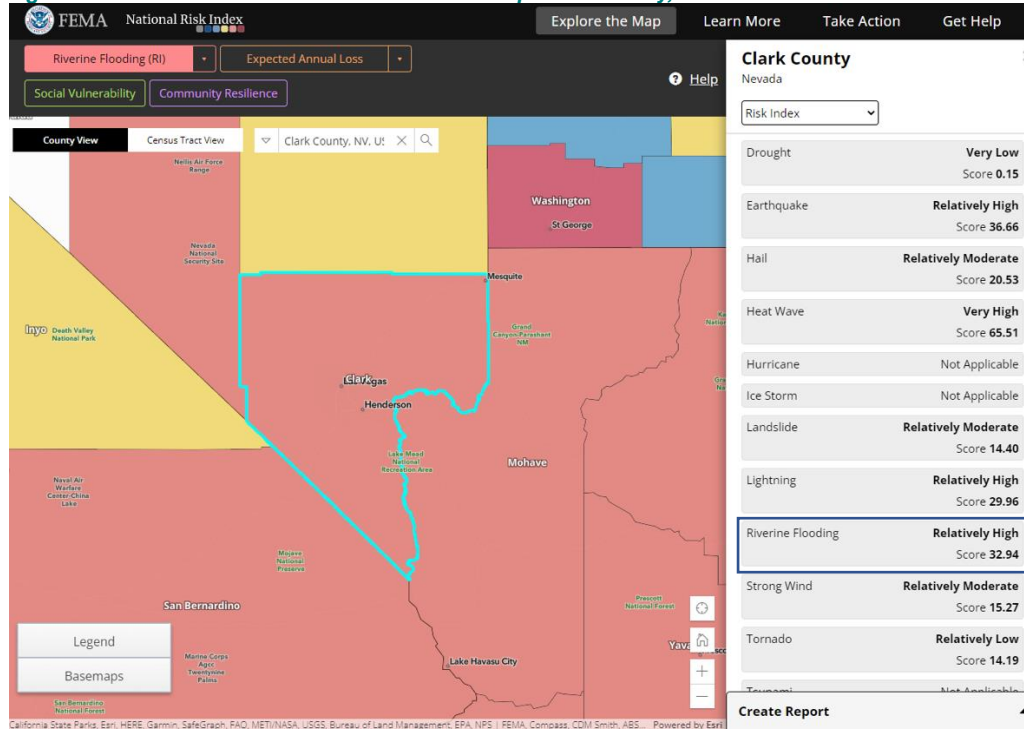 FEMA National Risk Index
Explore the Map Learn More Take Action Get Help
Riverine Flooding (RI) Expected Annual Loss
Social Vulnerability Community Resilience
Help
County View Census Tract View Clark County, NV, US
Nellis Air Force
Range
Washington
St George
Nevada
National
Security Site
Mesquite
Inyo Death Valley
National Park
Grand
Canyon-Parashant
NM
Clark
Las Vegas
Henderson
Lake Mead
National
Recreation Area
Mohave
Naval Air
Warfare
Center-China
Lake
Mojave
National
Preserve
San Bernardino
Prescott
National Forest
Legend
Basemaps
Marine Corps
Agcc
Twentynine
Palms
Lake Havasu City
San Bernardino
National Forest
California State Parks, Esri, HERE, Garmin, SafeGraph, FAO, METI/NASA, USGS, Bureau of Land Management, EPA, NPS | FEMA, Compass, CDM Smith, ABS... Powered by Esri
Clark County
Nevada
Risk Index
Drought Very Low
Score 0.15
Earthquake Relatively High
Score 36.66
Hail Relatively Moderate
Score 20.53
Heat Wave Very High
Score 65.51
Hurricane Not Applicable
Ice Storm Not Applicable
Landslide Relatively Moderate
Score 14.40
Lightning Relatively High
Score 29.96
Riverine Flooding Relatively High
Score 32.94
Strong Wind Relatively Moderate
Score 15.27
Tornado Relatively Low
Score 14.19
Tsunami Not Applicable
Create Report